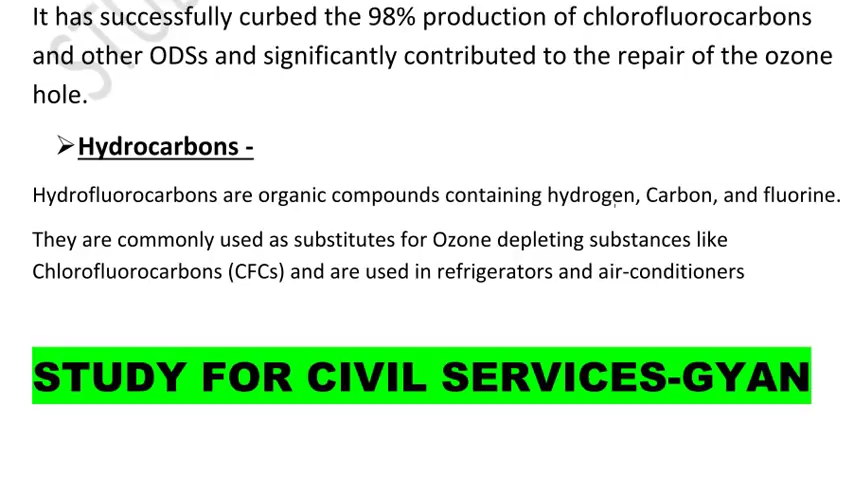 It has successfully curbed the 98% production of chlorofluorocarbons
and other ODSs and significantly contributed to the repair of the ozone
hole.
➢Hydrocarbons -
Hydrofluorocarbons are organic compounds containing hydrogen, Carbon, and fluorine.
They are commonly used as substitutes for Ozone depleting substances like
Chlorofluorocarbons (CFCs) and are used in refrigerators and air-conditioners
STUDY FOR CIVIL SERVICES-GYAN